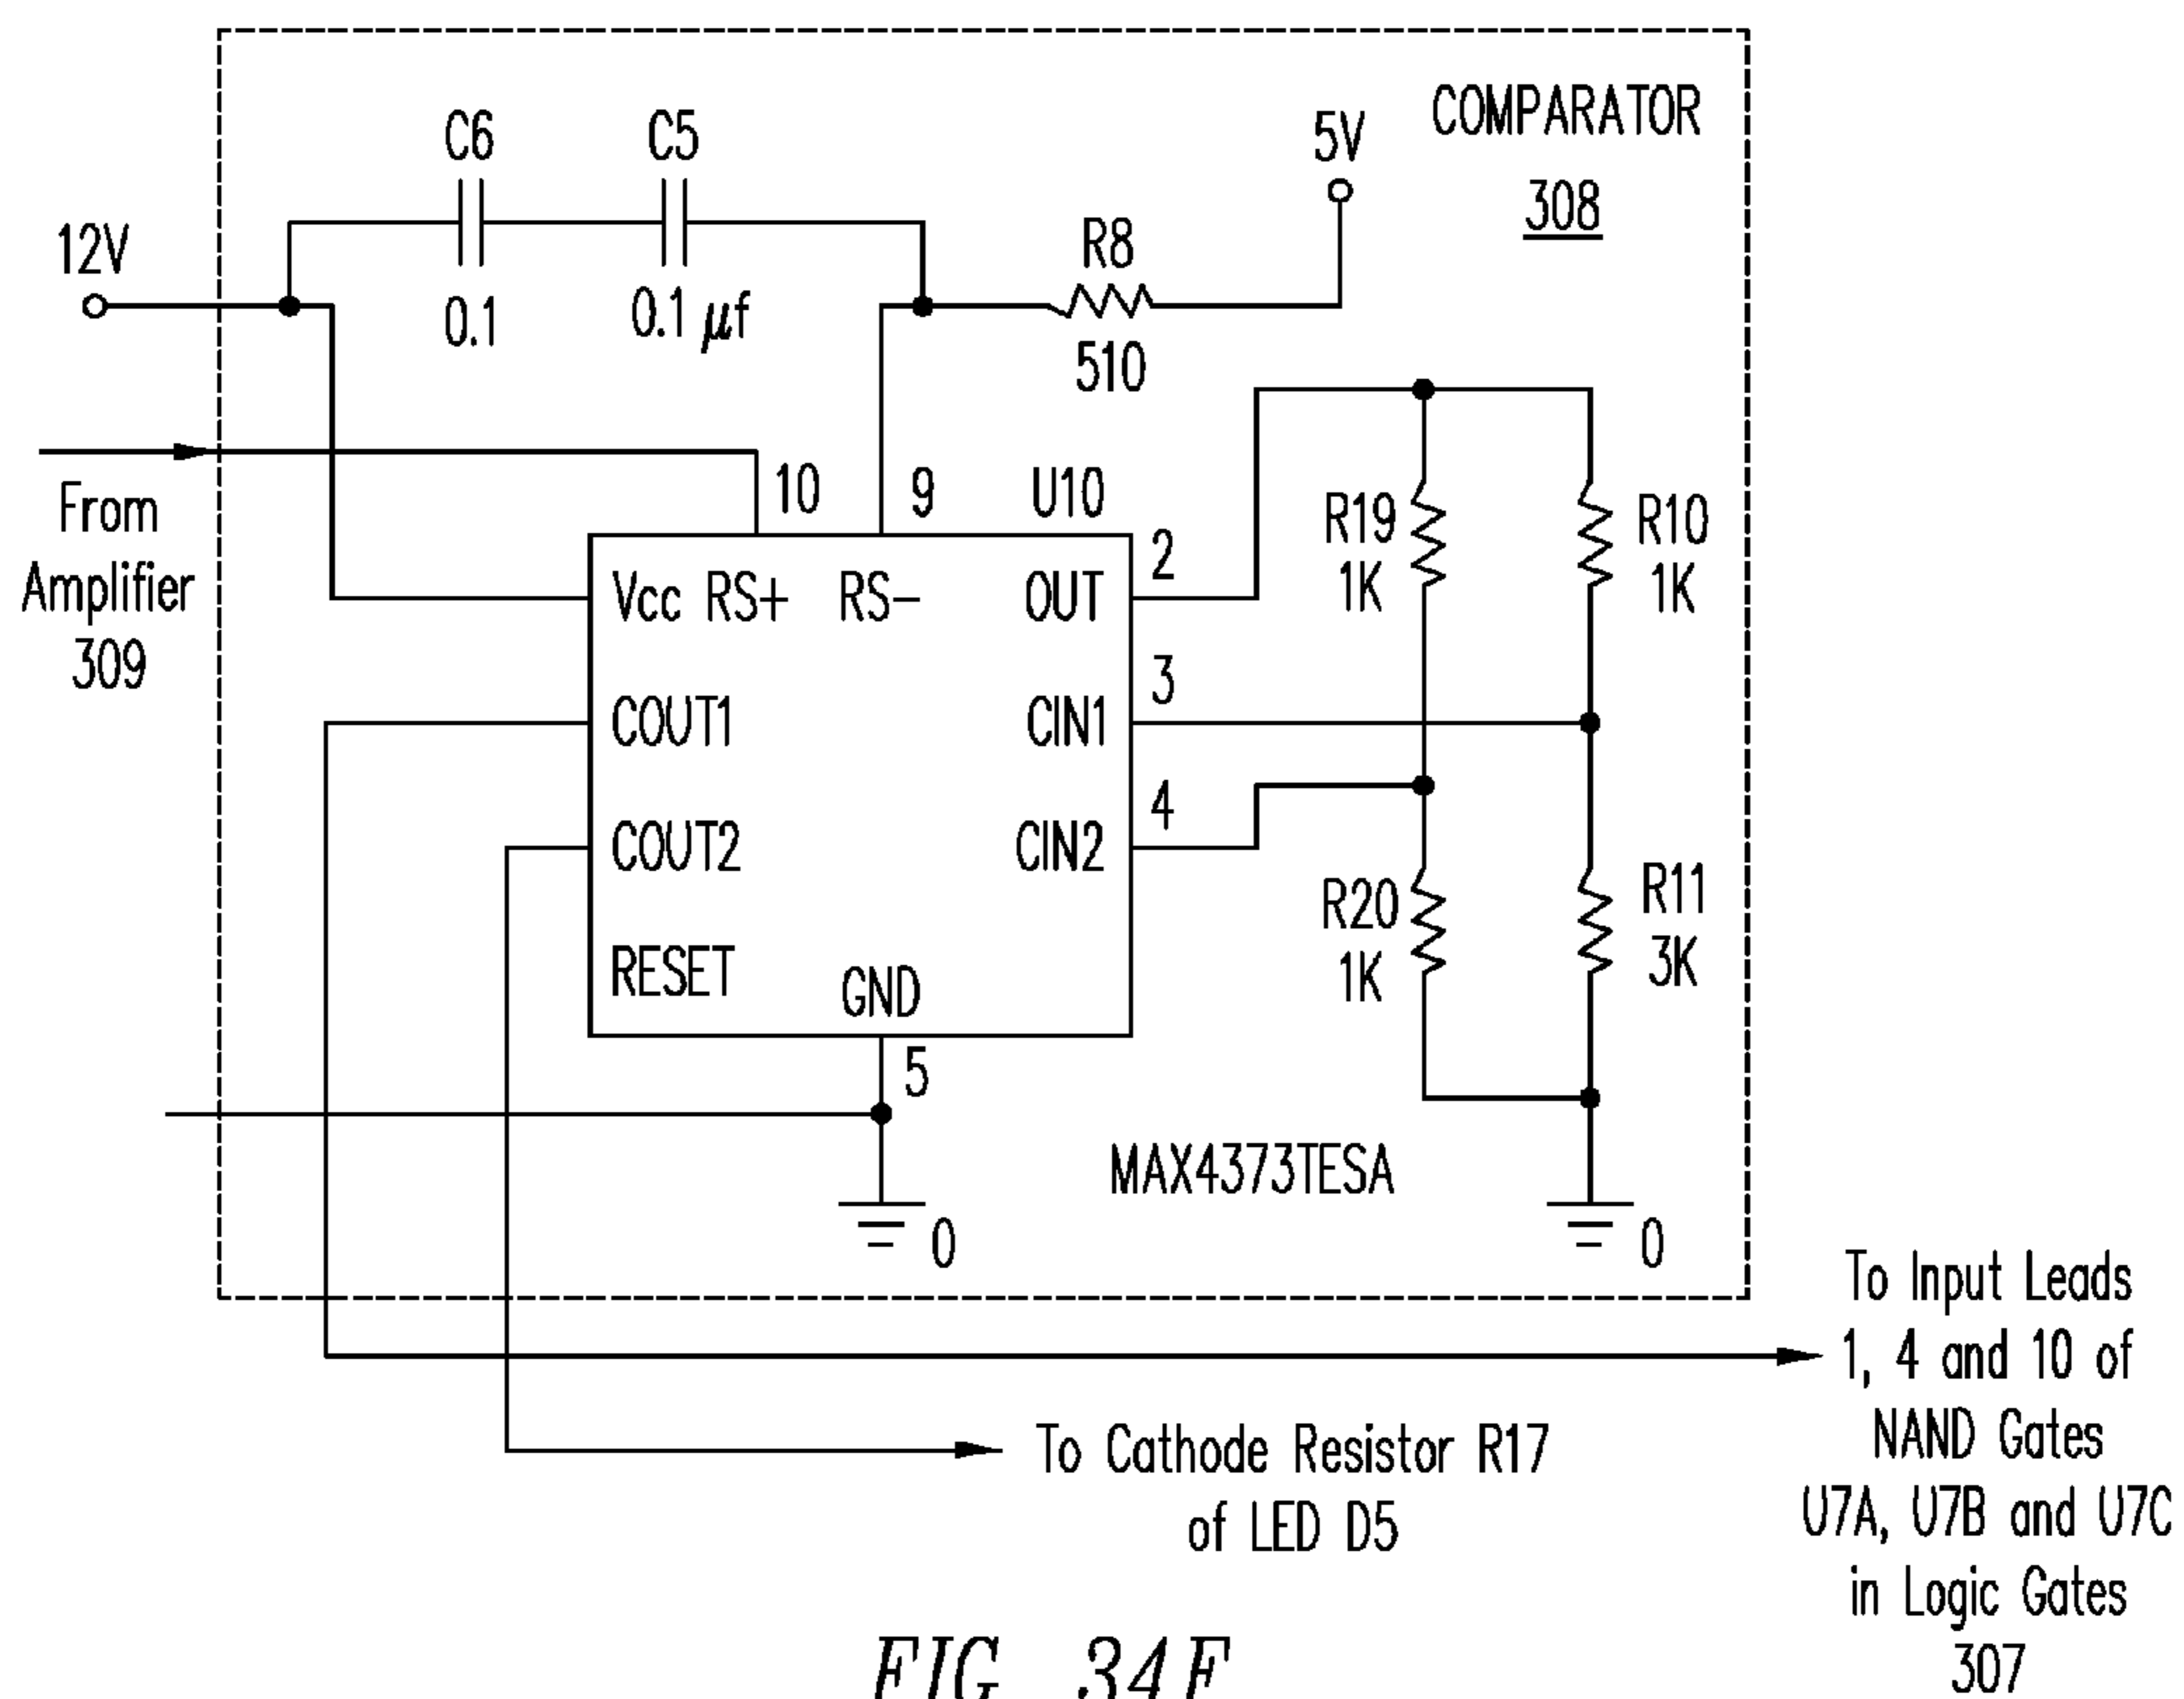 COMPARATOR
308
C6
C5
5V
12V
0.1
0.1 µf
R8
510
From
Amplifier
309
10
9
U10
2
R19
1K
R10
1K
Vcc RS+ RS- OUT
3
COUT1
CIN1
4
COUT2
CIN2
R20
1K
R11
3K
RESET
GND
5
MAX4373TESA
0
0
To Input Leads
1, 4 and 10 of
NAND Gates
U7A, U7B and U7C
in Logic Gates
307
To Cathode Resistor R17
of LED D5